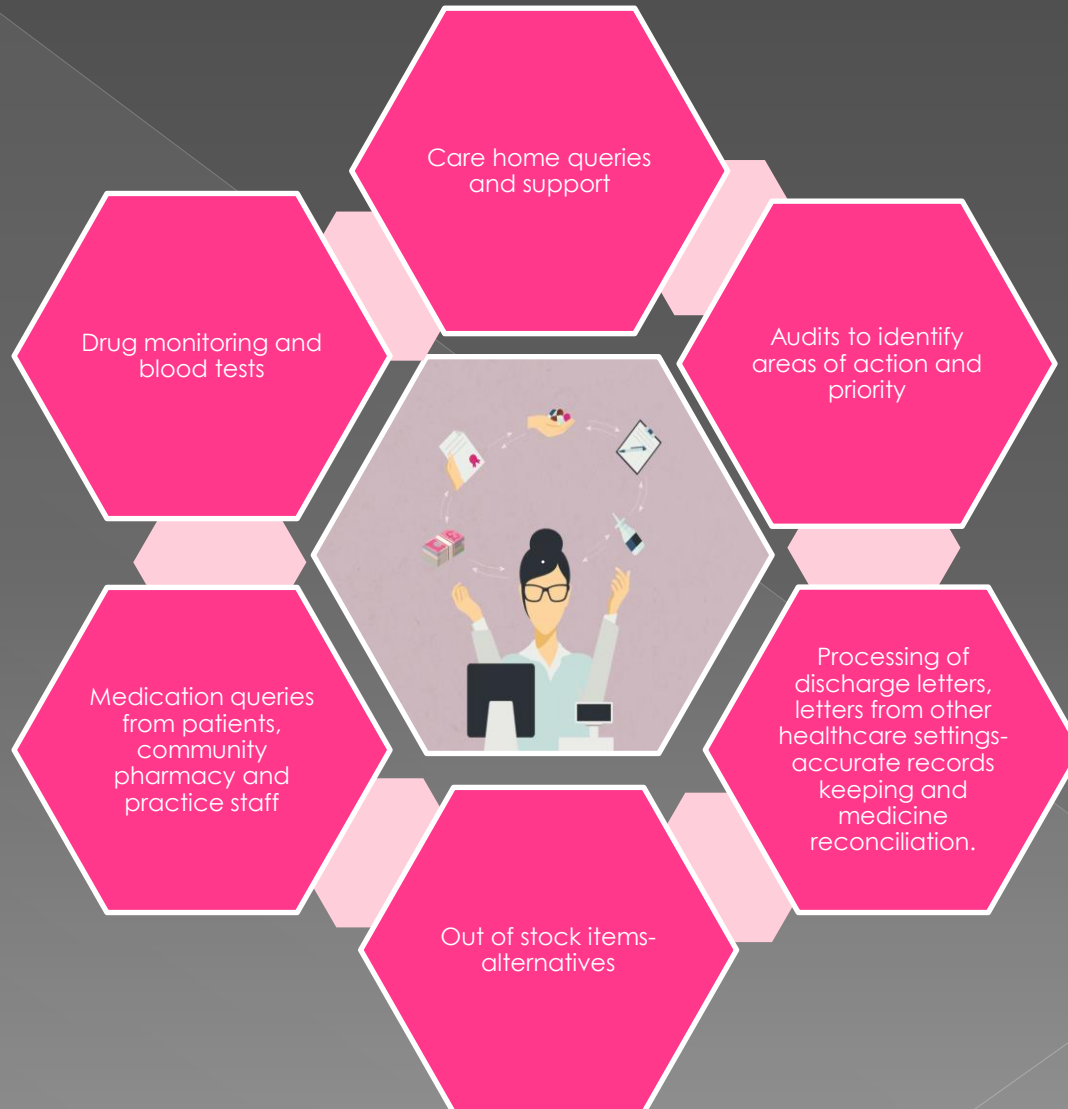 Care home queries
and support
Audits to identify
areas of action and
priority
Processing of
discharge letters,
letters from other
healthcare settings-
accurate records
keeping and
medicine
reconciliation.
Out of stock items-
alternatives
Medication queries
from patients,
community
pharmacy and
practice staff
Drug monitoring and
blood tests